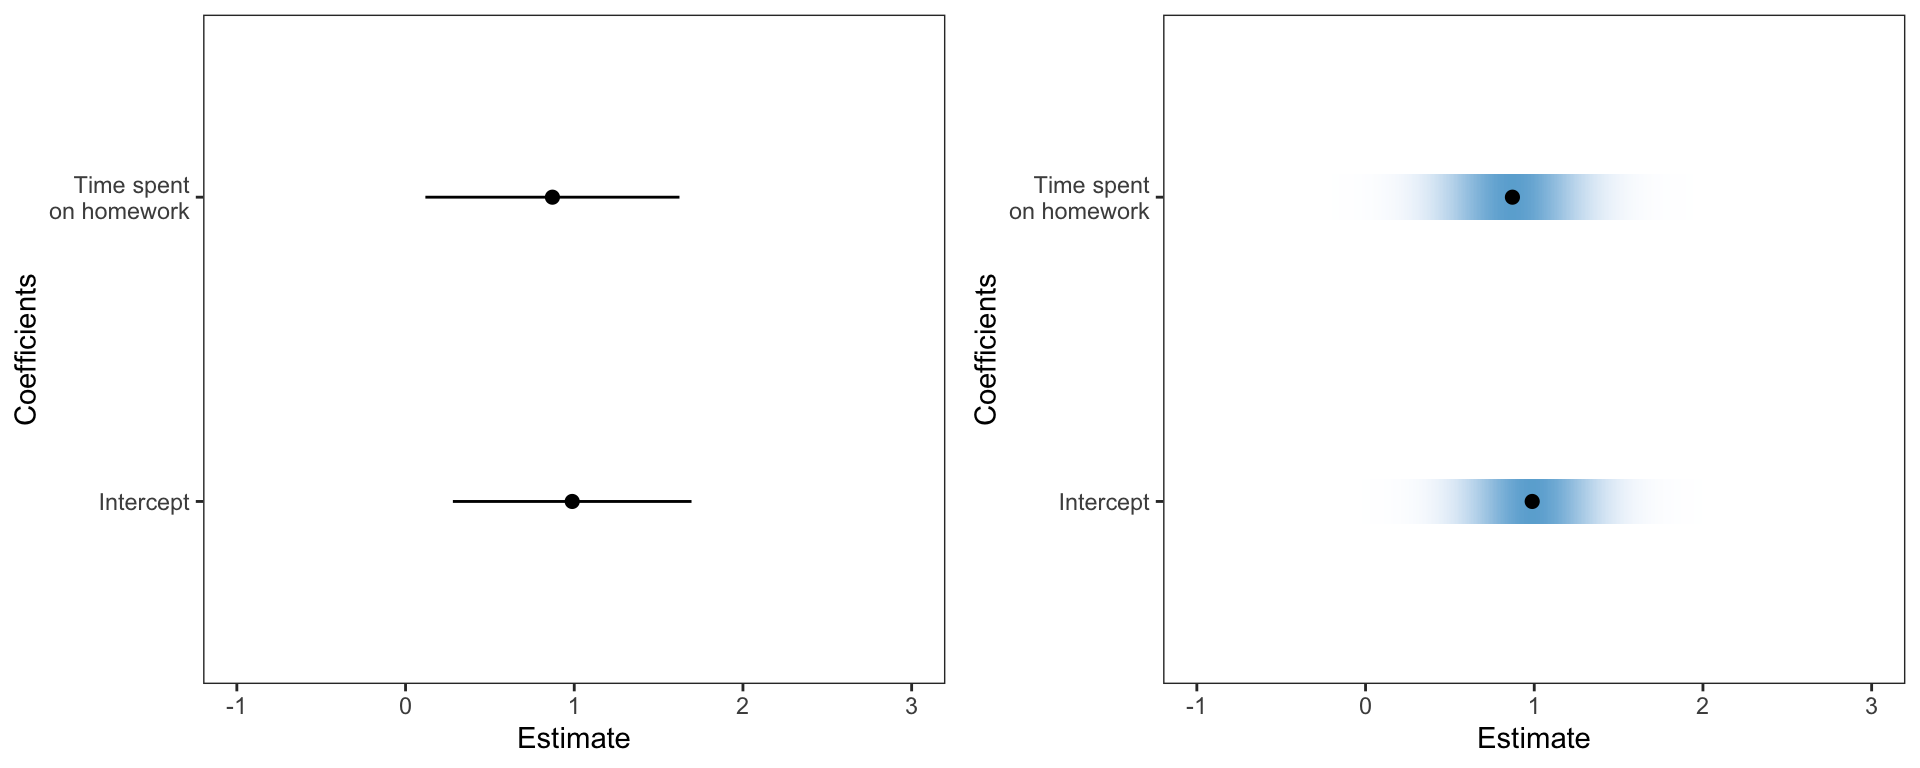 Coefficients
Time spent
on homework
Intercept
-1 0 1 2 3
Estimate
Coefficients
Time spent
on homework
Intercept
-1 0 1 2 3
Estimate